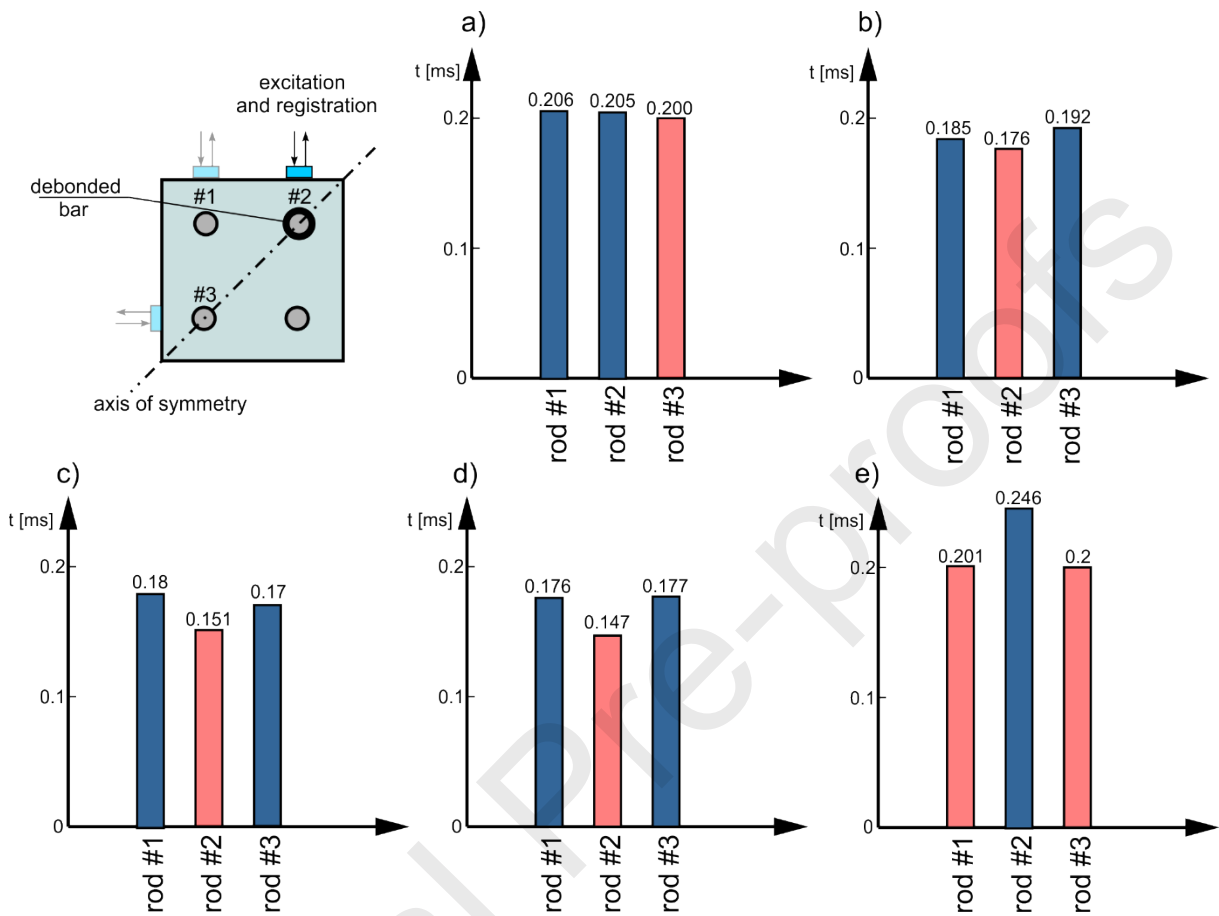 excitation
and registration
debonded
bar
#1
#2
#3
axis of symmetry
a)
t [ms]
0.2
0.1
0
0.206
0.205
0.200
rod #1
rod #2
rod #3
b)
t [ms]
0.2
0.1
0
0.185
0.176
0.192
rod #1
rod #2
rod #3
c)
t [ms]
0.2
0.1
0
0.18
0.151
0.17
rod #1
rod #2
rod #3
d)
t [ms]
0.2
0.1
0
0.176
0.147
0.177
rod #1
rod #2
rod #3
e)
t [ms]
0.2
0.1
0
0.201
0.246
0.2
rod #1
rod #2
rod #3
l Pre-proofs